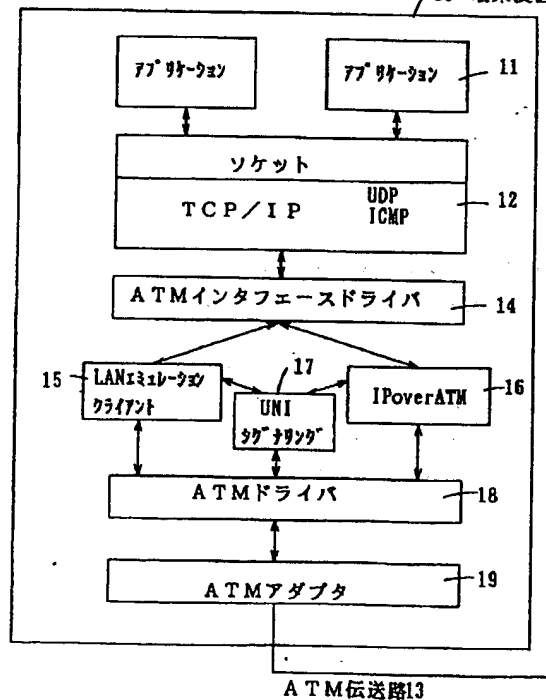 アプリケーション
アプリケーション
11
ソケット
TCP/IP
UDP
ICMP
12
ATMインタフェースドライバ
14
15
LANエミュレーション
クライアント
17
UNI
シグナリング
IPoverATM
16
ATMドライバ
18
ATMアダプタ
19
ATM伝送路13